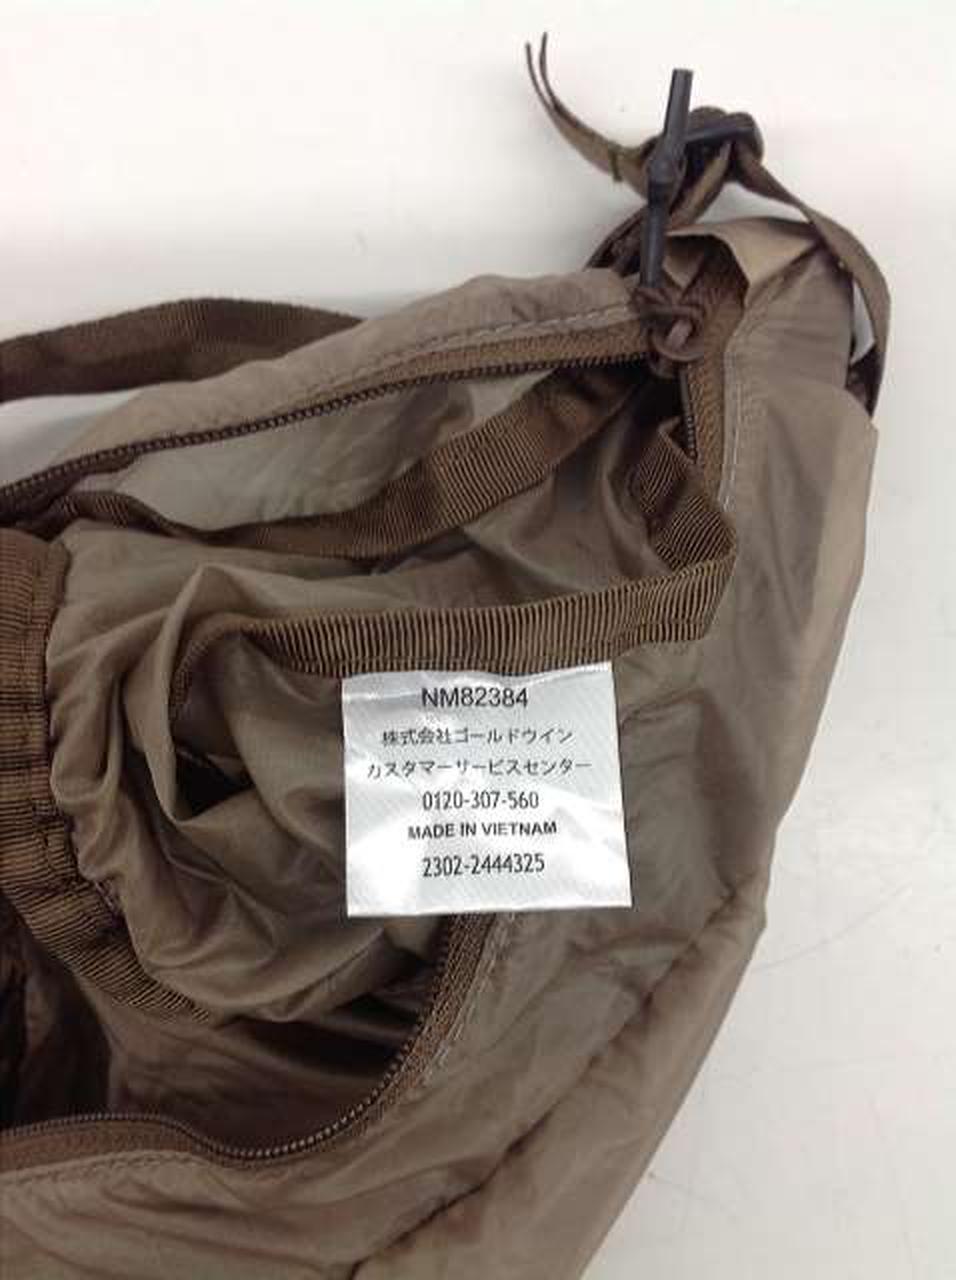 NM82384
株式会社ゴールドウイン
カスタマーサービスセンター
0120-307-560
MADE IN VIETNAM
2302-2444325